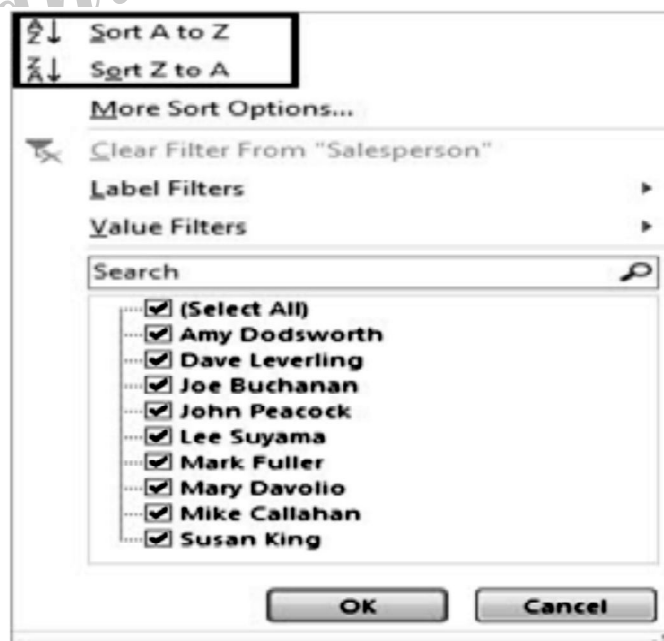 Sort A to Z
Sort Z to A
More Sort Options...
Clear Filter From "Salesperson"
Label Filters
Value Filters
Search
(Select All)
Amy Dodsworth
Dave Leverling
Joe Buchanan
John Peacock
Lee Suyama
Mark Fuller
Mary Davolio
Mike Callahan
Susan King
OK Cancel